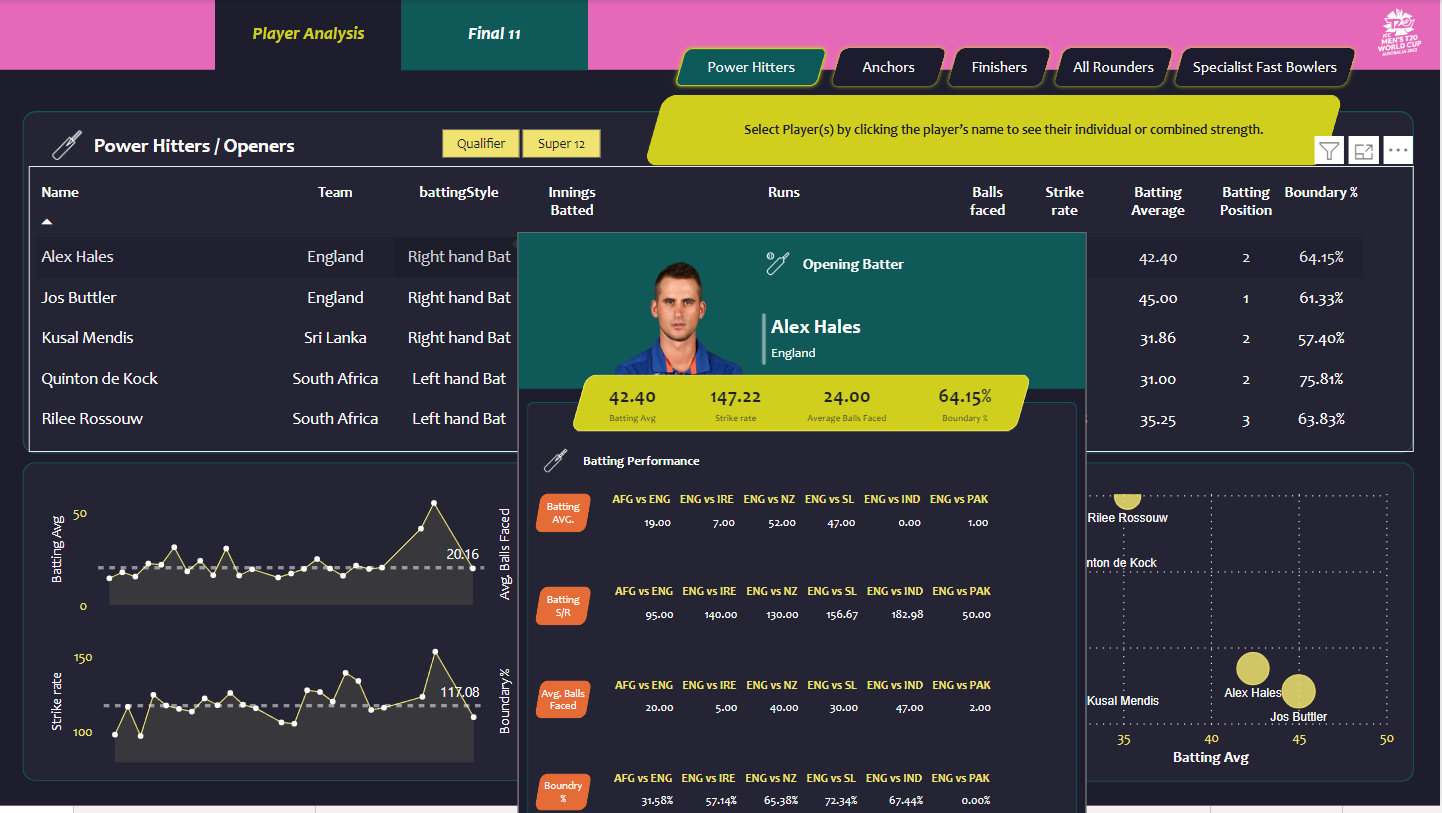 Player Analysis
Final 11
ICC
MEN'S T20
WORLD CUP
AUSTRALIA 2022
Power Hitters
Anchors
Finishers
All Rounders
Specialist Fast Bowlers
Select Player(s) by clicking the player's name to see their individual or combined strength.
Power Hitters / Openers
Qualifier
Super 12
Name Team battingStyle Innings Batted Runs Balls faced Strike rate Batting Average Batting Position Boundary %
Alex Hales England Right hand Bat 42.40 2 64.15%
Jos Buttler England Right hand Bat 45.00 1 61.33%
Kusal Mendis Sri Lanka Right hand Bat 31.86 2 57.40%
Quinton de Kock South Africa Left hand Bat 31.00 2 75.81%
Rilee Rossouw South Africa Left hand Bat 35.25 3 63.83%
Opening Batter
Alex Hales
England
42.40 147.22 24.00 64.15%
Batting Avg Strike rate Average Balls Faced Boundary %
Batting Performance
Batting AVG.
AFG vs ENG ENG vs IRE ENG vs NZ ENG vs SL ENG vs IND ENG vs PAK
19.00 7.00 52.00 47.00 0.00 1.00
Batting S/R
AFG vs ENG ENG vs IRE ENG vs NZ ENG vs SL ENG vs IND ENG vs PAK
95.00 140.00 130.00 156.67 182.98 50.00
Avg. Balls Faced
AFG vs ENG ENG vs IRE ENG vs NZ ENG vs SL ENG vs IND ENG vs PAK
20.00 5.00 40.00 30.00 47.00 2.00
Boundry %
AFG vs ENG ENG vs IRE ENG vs NZ ENG vs SL ENG vs IND ENG vs PAK
31.58% 57.14% 65.38% 72.34% 67.44% 0.00%
Batting Avg
50
0
20.16
Avg. Balls Faced
Strike rate
150
100
117.08
Boundary%
Rilee Rossouw
nton de Kock
Kusal Mendis
Alex Hales
Jos Buttler
35 40 45 50
Batting Avg